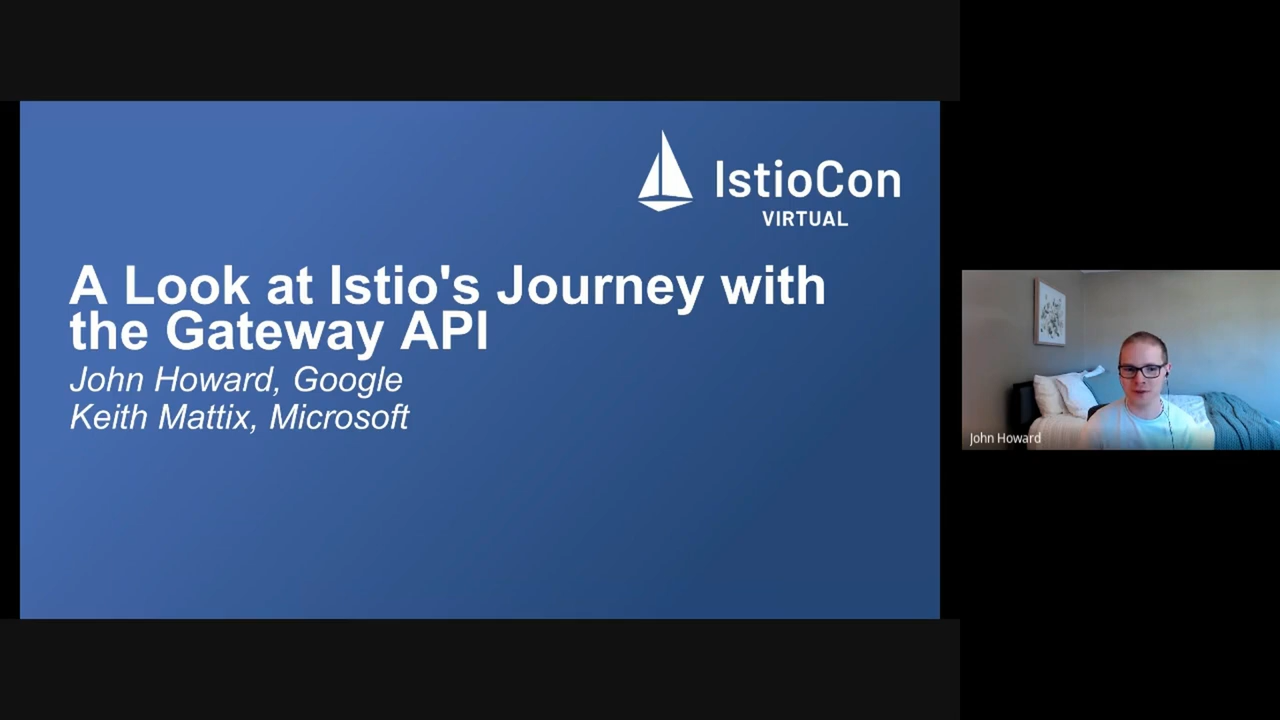 IstioCon
VIRTUAL
A Look at Istio's Journey with
the Gateway API
John Howard, Google
Keith Mattix, Microsoft
John Howard